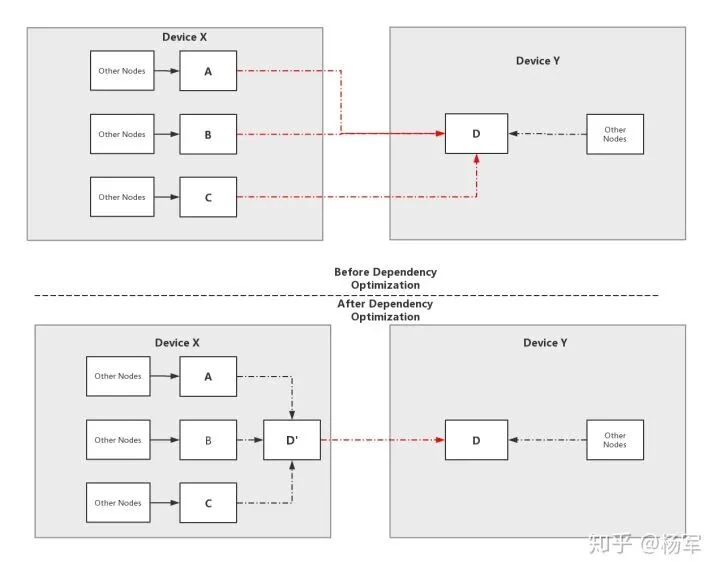 Device X
Device Y
Other Nodes
A
Other Nodes
B
D
Other
Nodes
Other Nodes
C
Before Dependency
Optimization
After Dependency
Optimization
Device X
Device Y
Other Nodes
A
Other Nodes
B
D'
D
Other
Nodes
Other Nodes
C
知乎 @杨军